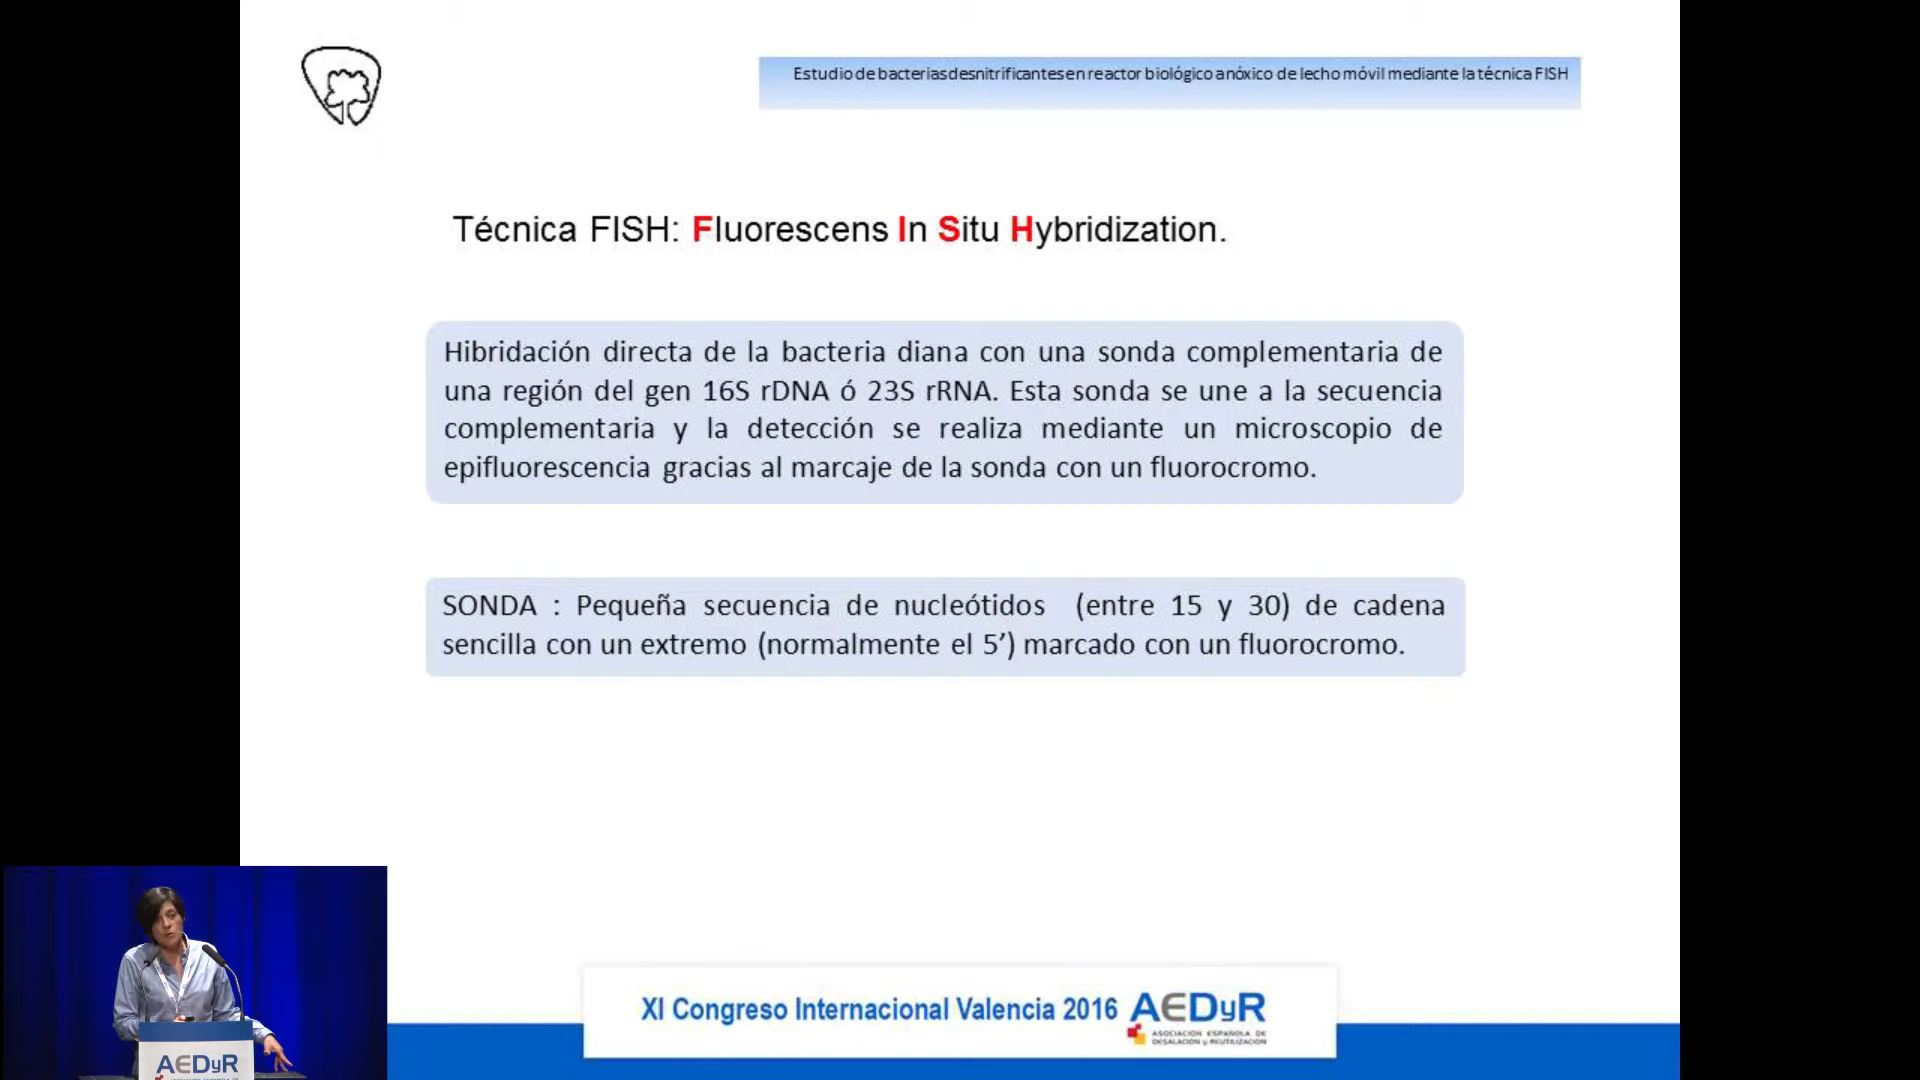 Estudio de bacterias desnitrificantes en reactor biológico anóxico de lecho móvil mediante la técnica FISH
Técnica FISH: Fluorescens In Situ Hybridization.
Hibridación directa de la bacteria diana con una sonda complementaria de
una región del gen 16S rDNA ó 23S rRNA. Esta sonda se une a la secuencia
complementaria y la detección se realiza mediante un microscopio de
epifluorescencia gracias al marcaje de la sonda con un fluorocromo.
SONDA : Pequeña secuencia de nucleótidos (entre 15 y 30) de cadena
sencilla con un extremo (normalmente el 5’) marcado con un fluorocromo.
XI Congreso Internacional Valencia 2016 AEDyR
ASOCIACIÓN ESPAÑOLA DE
DESALACIÓN y REUTILIZACIÓN
AEDyR
ASOCIACIÓN ESPAÑOLA DE